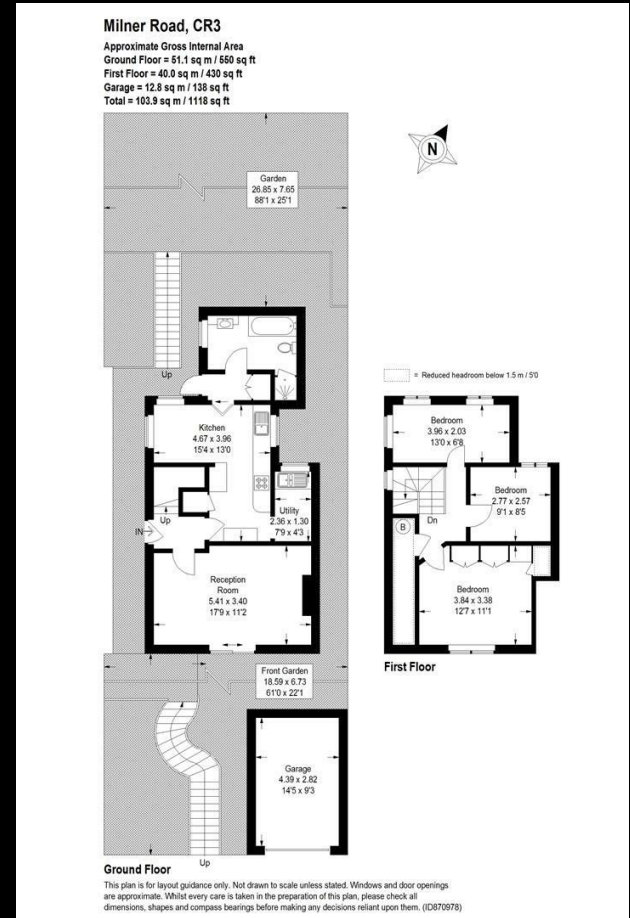 Milner Road, CR3
Approximate Gross Internal Area
Ground Floor = 51.1 sq m / 550 sq ft
First Floor = 40.0 sq m / 430 sq ft
Garage = 12.8 sq m / 138 sq ft
Total = 103.9 sq m / 1118 sq ft
N
Garden
26.85 x 7.65
88'1 x 25'1
Up
= Reduced headroom below 1.5 m / 5'0
Kitchen
4.67 x 3.96
15'4 x 13'0
Utility
2.36 x 1.30
7'9 x 4'3
Up
IN
Reception
Room
5.41 x 3.40
17'9 x 11'2
Bedroom
3.96 x 2.03
13'0 x 6'8
Bedroom
2.77 x 2.57
9'1 x 8'5
Dn
B
Bedroom
3.84 x 3.38
12'7 x 11'1
First Floor
Front Garden
18.59 x 6.73
61'0 x 22'1
Garage
4.39 x 2.82
14'5 x 9'3
Up
Ground Floor
This plan is for layout guidance only. Not drawn to scale unless stated. Windows and door openings
are approximate. Whilst every care is taken in the preparation of this plan, please check all
dimensions, shapes and compass bearings before making any decisions reliant upon them. (ID870978)